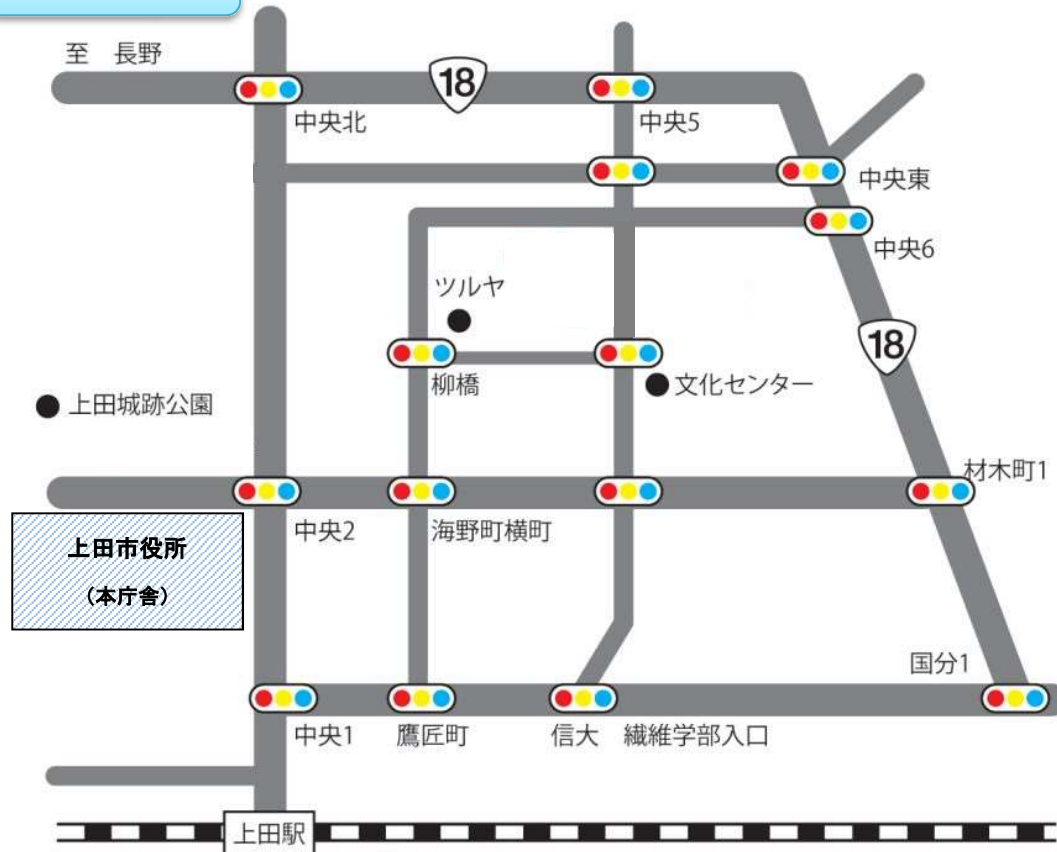 至　長野
18
中央北
中央5
中央東
中央6
ツルヤ
18
柳橋
文化センター
上田城跡公園
材木町1
中央2
海野町横町
上田市役所
（本庁舎）
国分1
中央1
鷹匠町
信大　繊維学部入口
上田駅